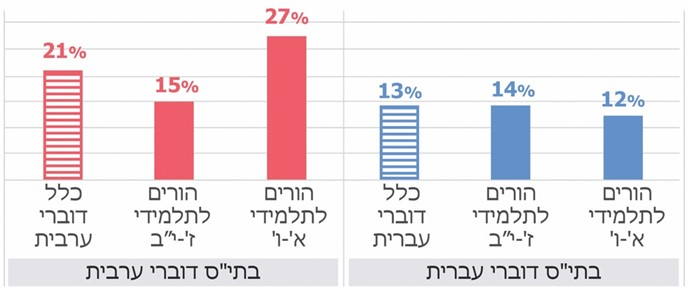 27%
21%
15%
14%
13%
12%
הורים
לתלמידי
א'-ו'
הורים
לתלמידי
ז'-י"ב
כלל
דוברי
עברית
הורים
לתלמידי
א'-ו'
הורים
לתלמידי
ז'-י"ב
כלל
דוברי
ערבית
בתי"ס דוברי עברית
בתי"ס דוברי ערבית